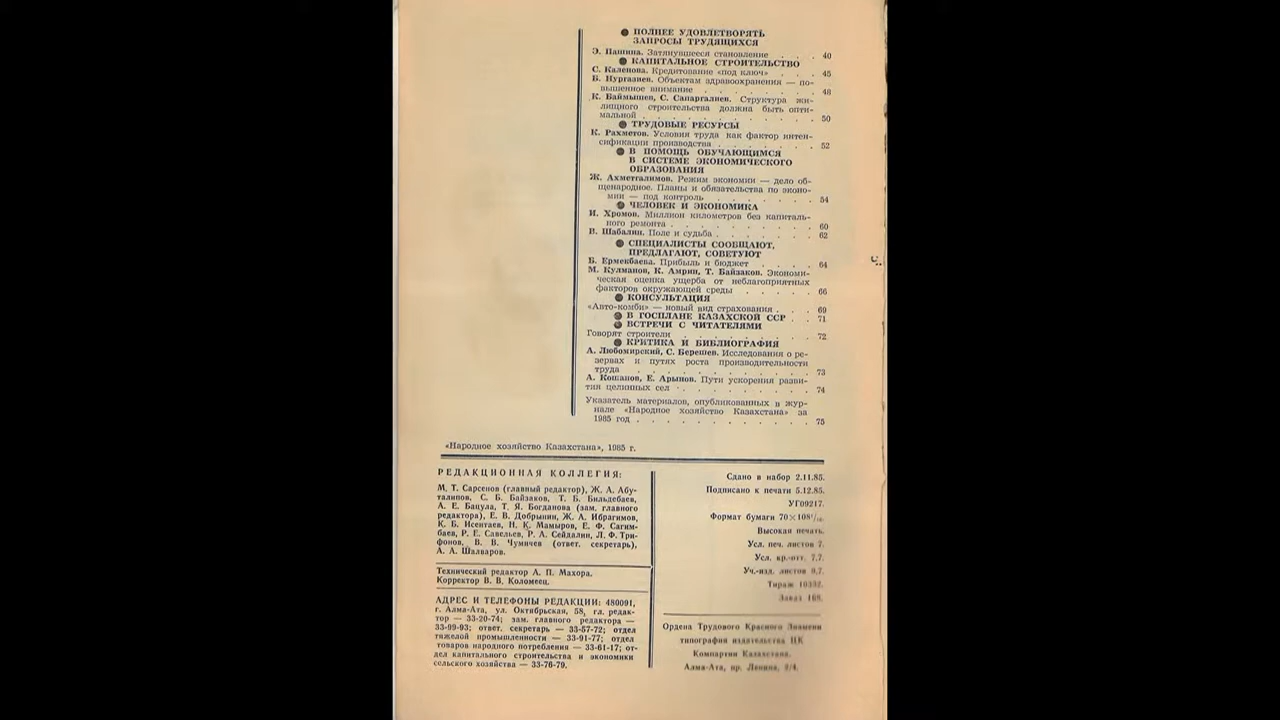 ● ПОЛНЕЕ УДОВЛЕТВОРЯТЬ
ЗАПРОСЫ ТРУДЯЩИХСЯ
Э. Пашина. Затянувшееся становление . . . 40
● КАПИТАЛЬНОЕ СТРОИТЕЛЬСТВО
С. Каленова. Кредитование «под ключ» . . . 45
Б. Нургазиев. Объектам здравоохранения — по-
вышенное внимание . . . . . . . . . 48
К. Баймышев, С. Сапаргалиев. Структура жи-
лищного строительства должна быть опти-
мальной . . . . . . . . . . . . 50
● ТРУДОВЫЕ РЕСУРСЫ
К. Рахметов. Условия труда как фактор интен-
сификации производства . . . . . . . 52
● В ПОМОЩЬ ОБУЧАЮЩИМСЯ
В СИСТЕМЕ ЭКОНОМИЧЕСКОГО
ОБРАЗОВАНИЯ
Ж. Ахметгалимов. Режим экономии — дело об-
щенародное. Планы и обязательства по эконо-
мии — под контроль . . . . . . . . 54
● ЧЕЛОВЕК И ЭКОНОМИКА
И. Хромов. Миллион километров без капиталь-
ного ремонта . . . . . . . . . . 60
В. Шабалин. Поле и судьба . . . . . . . 62
● СПЕЦИАЛИСТЫ СООБЩАЮТ,
ПРЕДЛАГАЮТ, СОВЕТУЮТ
Б. Ермекбаева. Прибыль и бюджет . . . . 64
М. Кулманов, К. Амрин, Т. Байзаков. Экономи-
ческая оценка ущерба от неблагоприятных
факторов окружающей среды . . . . . . 66
● КОНСУЛЬТАЦИЯ
«Авто-комби» — новый вид страхования . . . 69
● В ГОСПЛАНЕ КАЗАХСКОЙ ССР . . 71
● ВСТРЕЧИ С ЧИТАТЕЛЯМИ
Говорят строители . . . . . . . . . 72
● КРИТИКА И БИБЛИОГРАФИЯ
А. Любомирский, С. Берешев. Исследования о ре-
зервах и путях роста производительности
труда . . . . . . . . . . . . 73
А. Кошанов, Е. Арынов. Пути ускорения разви-
тия целинных сел . . . . . . . . . 74
Указатель материалов, опубликованных в жур-
нале «Народное хозяйство Казахстана» за
1985 год . . . . . . . . . . . . 75
«Народное хозяйство Казахстана», 1985 г.
РЕДАКЦИОННАЯ КОЛЛЕГИЯ:
М. Т. Сарсенов (главный редактор), Ж. А. Абу-
талипов, С. Б. Байзаков, Т. Б. Бильдебаев,
А. Е. Бацула, Т. Я. Богданова (зам. главного
редактора), Е. В. Добрынин, Ж. А. Ибрагимов,
К. Б. Исентаев, Н. К. Мамыров, Е. Ф. Сагим-
баев, Р. Е. Савельев, Р. А. Сейдалин, Л. Ф. Три-
фонов, В. В. Чумичев (ответ. секретарь),
А. А. Шалваров.
Технический редактор А. П. Махора.
Корректор В. В. Коломеец.
АДРЕС И ТЕЛЕФОНЫ РЕДАКЦИИ: 480091,
г. Алма-Ата, ул. Октябрьская, 58, гл. редак-
тор — 33-20-74; зам. главного редактора —
33-99-93; ответ. секретарь — 33-57-72; отдел
тяжелой промышленности — 33-91-77; отдел
товаров народного потребления — 33-61-17; от-
дел капитального строительства и экономики
сельского хозяйства — 33-76-79.
Сдано в набор 2.11.85.
Подписано к печати 5.12.85.
УГ09217.
Формат бумаги 70×108¹/₁₆.
Высокая печать.
Усл. печ. листов 7.
Усл. кр.-отт. 7,7.
Уч.-изд. листов 8,7.
Тираж 10332.
Заказ 168.
Ордена Трудового Красного Знамени
типография издательства ЦК
Компартии Казахстана.
Алма-Ата, пр. Ленина, 2/4.